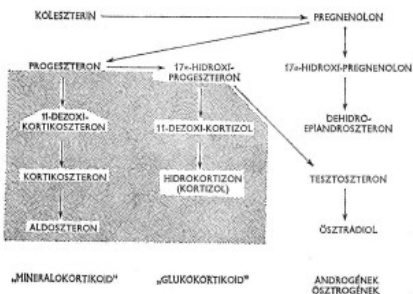 KOLESZTERIN
PREGNENOLON
PROGESZTERON
17α-HIDROXI-
PROGESZTERON
17α-HIDROXI-PREGNENOLON
11-DEZOXI-
KORTIKOSZTERON
11-DEZOXI-KORTIZOL
DEHIDRO-
EPIANDROSZTERON
KORTIKOSZTERON
HIDROKORTIZON
(KORTIZOL)
TESZTOSZTERON
ALDOSZTERON
ÖSZTRADIOL
„MINERALOKORTIKOID”
„GLUKOKORTIKOID”
ANDROGÉNEK
ÖSZTROGÉNEK